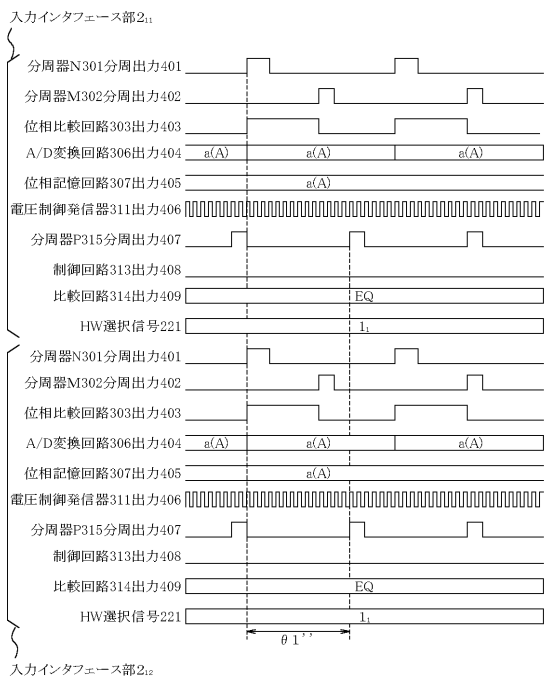 入力インタフェース部2₁₁
分周器N301分周出力401
分周器M302分周出力402
位相比較回路303出力403
A/D変換回路306出力404 a(A) a(A) a(A)
位相記憶回路307出力405 a(A)
電圧制御発信器311出力406
分周器P315分周出力407
制御回路313出力408
比較回路314出力409 EQ
HW選択信号221 1₁
分周器N301分周出力401
分周器M302分周出力402
位相比較回路303出力403
A/D変換回路306出力404 a(A) a(A) a(A)
位相記憶回路307出力405 a(A)
電圧制御発信器311出力406
分周器P315分周出力407
制御回路313出力408
比較回路314出力409 EQ
HW選択信号221 1₁
θ1''
入力インタフェース部2₁₂